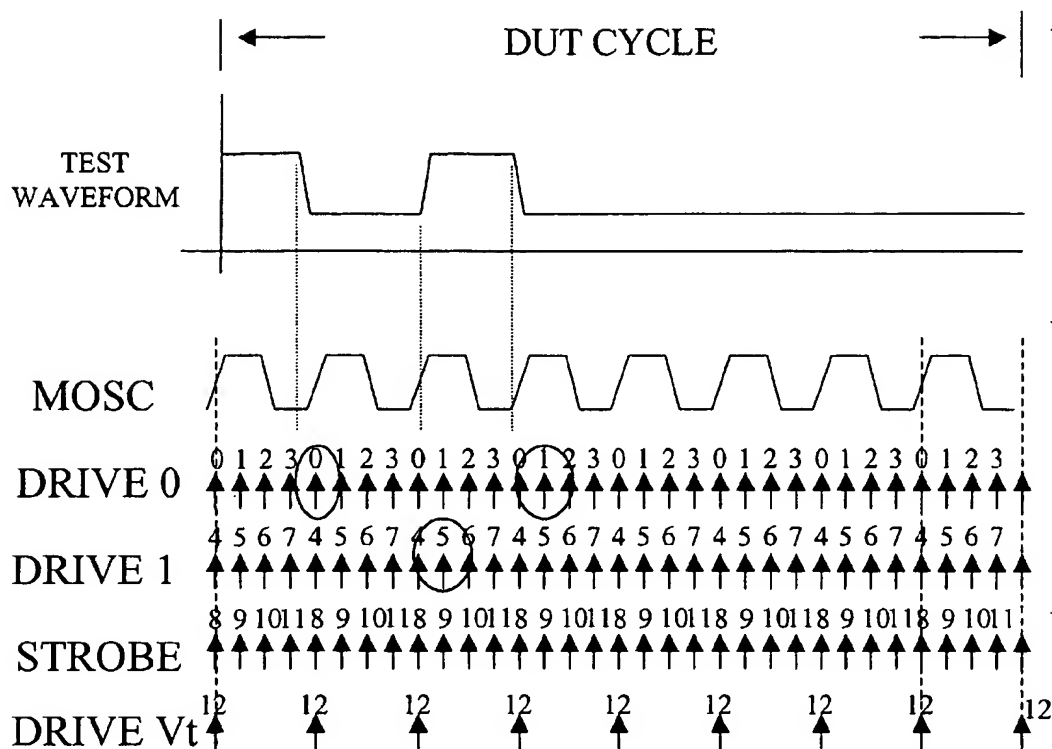 DUT CYCLE
TEST
WAVEFORM
MOSC
0 1 2 3 0 1 2 3 0 1 2 3 0 1 2 3 0 1 2 3 0 1 2 3 0 1 2 3 0 1 2 3
DRIVE 0
4 5 6 7 4 5 6 7 4 5 6 7 4 5 6 7 4 5 6 7 4 5 6 7 4 5 6 7 4 5 6 7
DRIVE 1
8 9 10 11 8 9 10 11 8 9 10 11 8 9 10 11 8 9 10 11 8 9 10 11 8 9 10 11 8 9 10 11
STROBE
12 12 12 12 12 12 12 12 12
DRIVE Vt